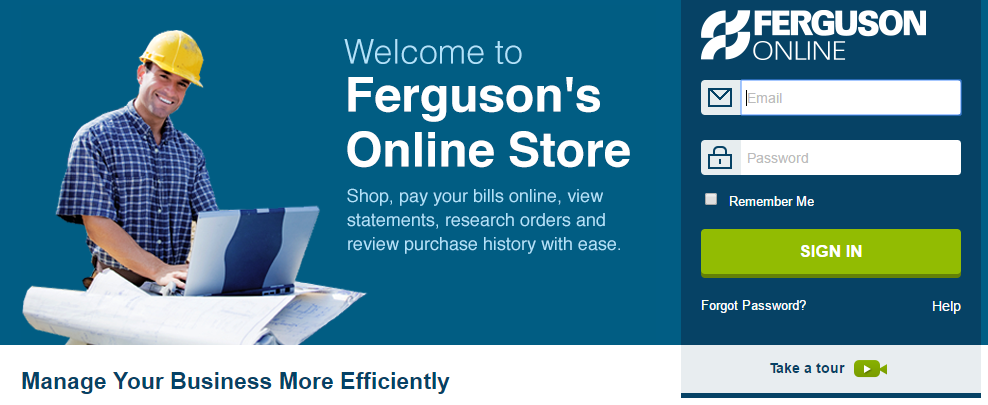 Welcome to
Ferguson's
Online Store
Shop, pay your bills online, view
statements, research orders and
review purchase history with ease.
Manage Your Business More Efficiently
FERGUSON
ONLINE
Email
Password
Remember Me
SIGN IN
Forgot Password? Help
Take a tour